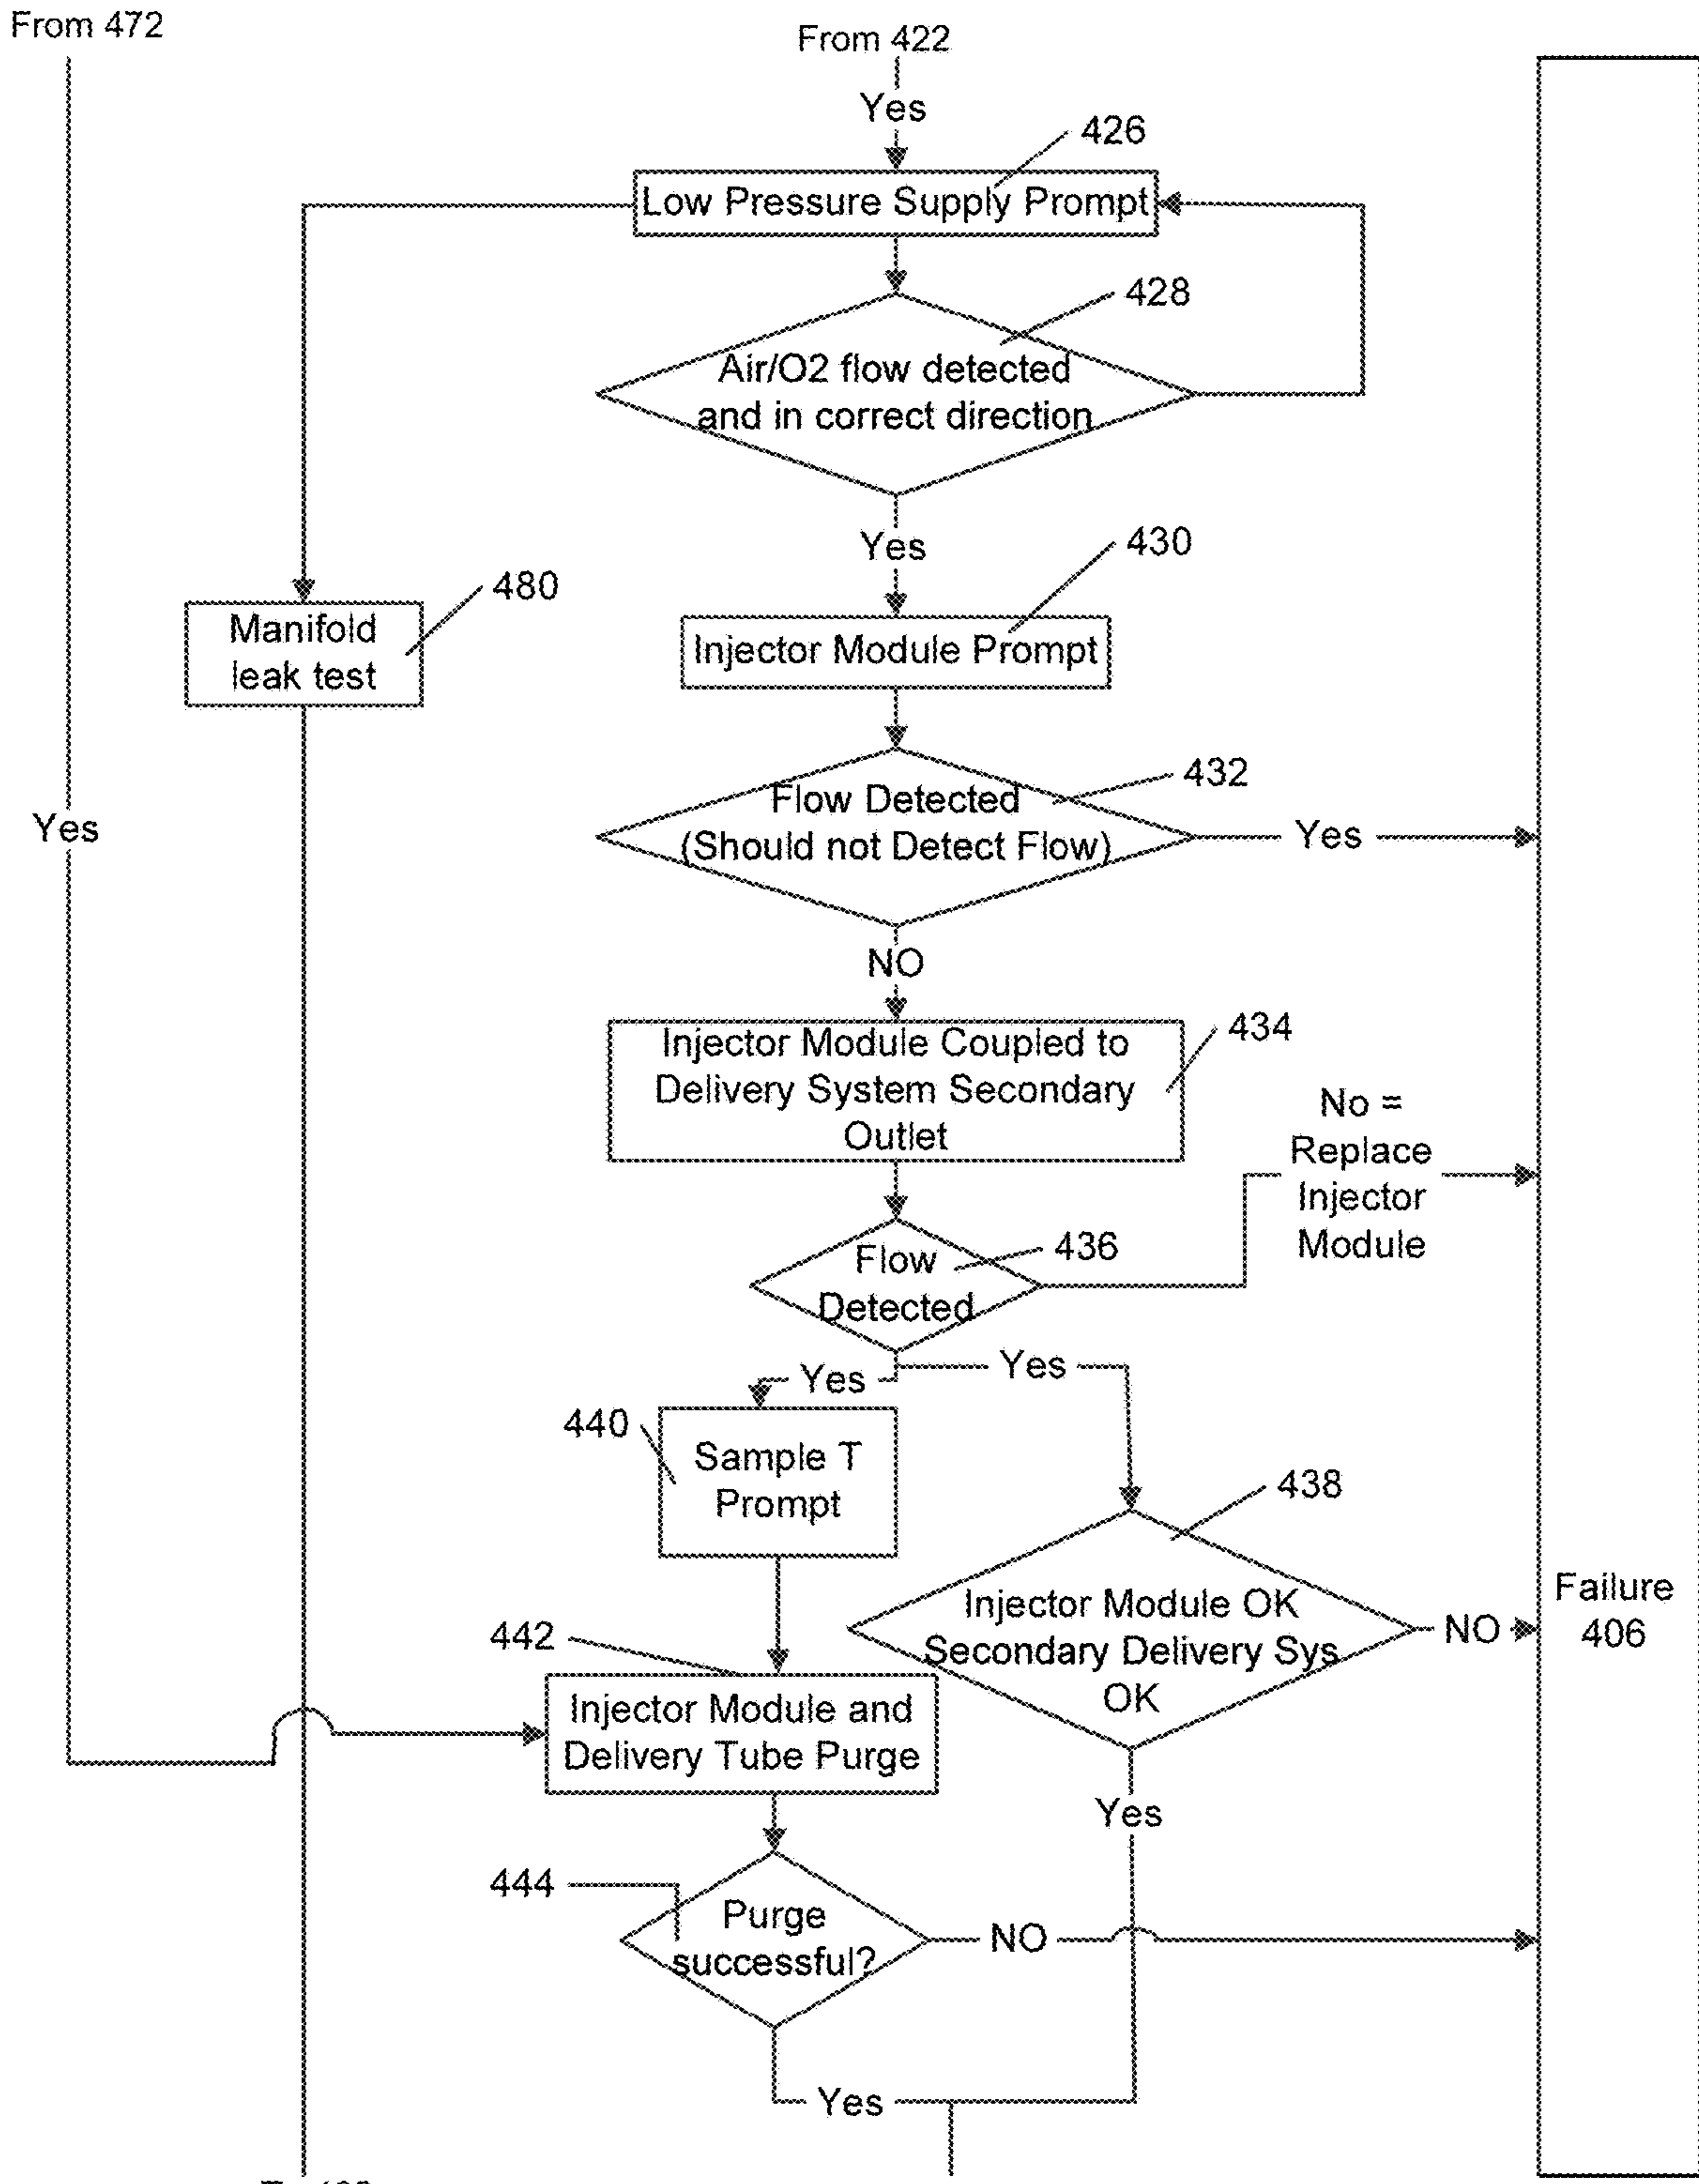 From 472
From 422
Yes
426
Low Pressure Supply Prompt
428
Air/O2 flow detected
and in correct direction
Yes
430
480
Manifold
leak test
Injector Module Prompt
432
Flow Detected
(Should not Detect Flow)
Yes
Yes
NO
434
Injector Module Coupled to
Delivery System Secondary
Outlet
No =
Replace
Injector
Module
436
Flow
Detected
Yes
Yes
440
Sample T
Prompt
438
Injector Module OK
Secondary Delivery Sys
OK
NO
Failure
406
442
Injector Module and
Delivery Tube Purge
Yes
444
Purge
successful?
NO
Yes